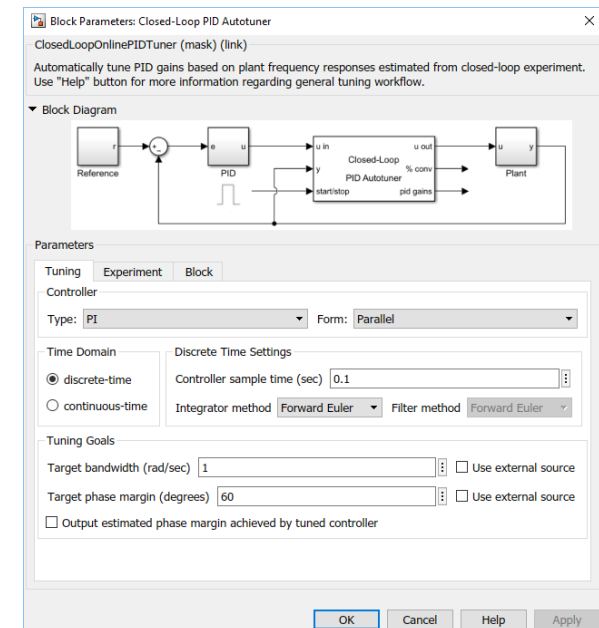 Block Parameters: Closed-Loop PID Autotuner
ClosedLoopOnlinePIDTuner (mask) (link)
Automatically tune PID gains based on plant frequency responses estimated from closed-loop experiment.
Use "Help" button for more information regarding general tuning workflow.
Block Diagram
r
Reference
+
-
e u
PID
u in
y
start/stop
Closed-Loop
PID Autotuner
u out
% conv
pid gains
u y
Plant
Parameters
Tuning Experiment Block
Controller
Type: PI Form: Parallel
Time Domain
discrete-time
continuous-time
Discrete Time Settings
Controller sample time (sec) 0.1
Integrator method Forward Euler Filter method Forward Euler
Tuning Goals
Target bandwidth (rad/sec) 1 Use external source
Target phase margin (degrees) 60 Use external source
Output estimated phase margin achieved by tuned controller
OK Cancel Help Apply